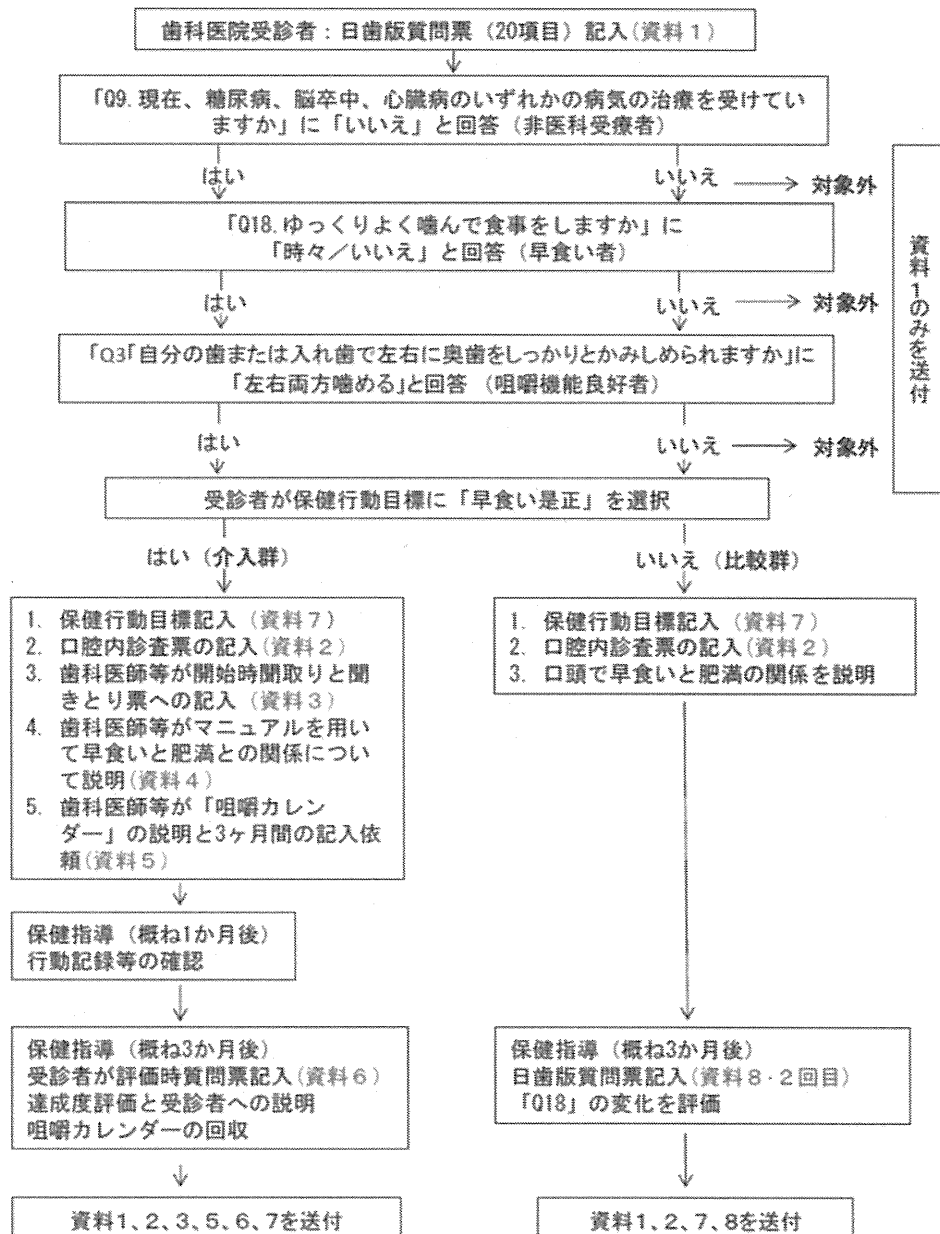 歯科医院受診者：日歯版質問票（20項目）記入(資料１)
「Q9.現在、糖尿病、脳卒中、心臓病のいずれかの病気の治療を受けてい
ますか」に「いいえ」と回答（非医科受療者）
はい
いいえ
対象外
「Q18.ゆっくりよく噛んで食事をしますか」に
「時々／いいえ」と回答（早食い者）
はい
いいえ
対象外
「Q3「自分の歯または入れ歯で左右に奥歯をしっかりとかみしめられますか」に
「左右両方噛める」と回答（咀嚼機能良好者）
はい
いいえ
対象外
資料１のみを送付
受診者が保健行動目標に「早食い是正」を選択
はい（介入群）
いいえ（比較群）
1. 保健行動目標記入（資料７）
2. 口腔内診査票の記入(資料２)
3. 歯科医師等が開始時間取りと聞
きとり票への記入（資料３）
4. 歯科医師等がマニュアルを用い
て早食いと肥満との関係につい
て説明(資料４)
5. 歯科医師等が「咀嚼カレン
ダー」の説明と3ヶ月間の記入依
頼(資料５)
1. 保健行動目標記入（資料７）
2. 口腔内診査票の記入(資料２)
3. 口頭で早食いと肥満の関係を説明
保健指導（概ね1か月後）
行動記録等の確認
保健指導（概ね3か月後）
受診者が評価時質問票記入(資料６)
達成度評価と受診者への説明
咀嚼カレンダーの回収
保健指導（概ね3か月後）
日歯版質問票記入(資料８・２回目)
「Q18」の変化を評価
資料1、2、3、5、6、7を送付
資料1、2、7、8を送付